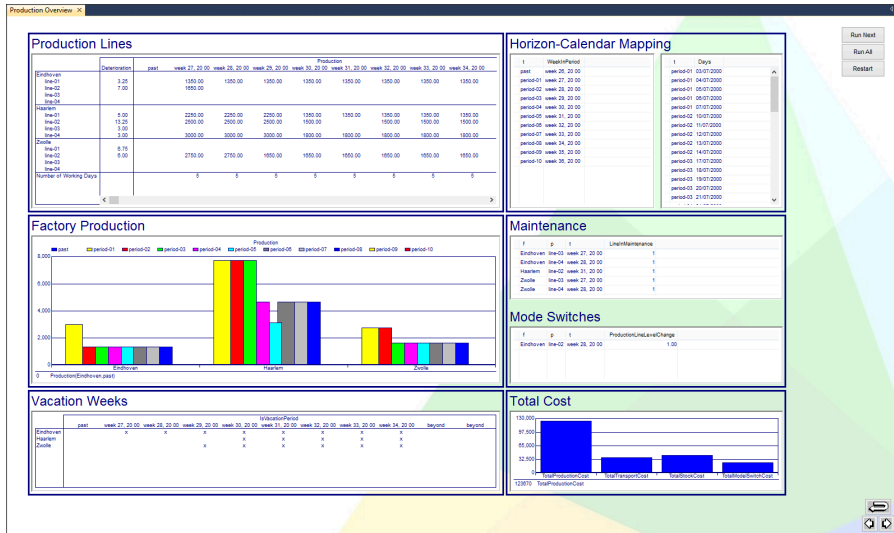 Production Overview ×
Run Next
Run All
Restart
Production Lines
Production
Deterioration past week 27, 20 00 week 28, 20 00 week 29, 20 00 week 30, 20 00 week 31, 20 00 week 32, 20 00 week 33, 20 00 week 34, 20 00
Eindhoven
line-01 3.25 1350.00 1350.00 1350.00 1350.00 1350.00 1350.00 1350.00 1350.00
line-02 7.00 1650.00
line-03
line-04
Haarlem
line-01 5.00 2250.00 2250.00 2250.00 1350.00 1350.00 1350.00 1350.00 1350.00
line-02 13.25 2500.00 2500.00 2500.00 1500.00 1500.00 1500.00 1500.00
line-03 3.00
line-04 3.00 3000.00 3000.00 3000.00 1800.00 1800.00 1800.00 1800.00 1800.00
Zwolle
line-01 6.75
line-02 6.00 2750.00 2750.00 1650.00 1650.00 1650.00 1650.00 1650.00 1650.00
line-03
line-04
Number of Working Days 5 5 5 5 5 5 5 5
Horizon-Calendar Mapping
t WeekInPeriod
past week 26, 20 00
period-01 week 27, 20 00
period-02 week 28, 20 00
period-03 week 29, 20 00
period-04 week 30, 20 00
period-05 week 31, 20 00
period-06 week 32, 20 00
period-07 week 33, 20 00
period-08 week 34, 20 00
period-09 week 35, 20 00
period-10 week 36, 20 00
t Days
period-01 03/07/2000
period-01 04/07/2000
period-01 05/07/2000
period-01 06/07/2000
period-01 07/07/2000
period-02 10/07/2000
period-02 11/07/2000
period-02 12/07/2000
period-02 13/07/2000
period-02 14/07/2000
period-03 17/07/2000
period-03 18/07/2000
period-03 19/07/2000
period-03 20/07/2000
period-03 21/07/2000
Factory Production
Production
past period-01 period-02 period-03 period-04 period-05 period-06 period-07 period-08 period-09 period-10
8,000
6,000
4,000
2,000
0
Eindhoven Haarlem Zwolle
0 Production(Eindhoven,past)
Maintenance
f p t LineInMaintenance
Eindhoven line-03 week 27, 20 00 1
Eindhoven line-04 week 28, 20 00 1
Haarlem line-02 week 31, 20 00 1
Zwolle line-03 week 27, 20 00 1
Zwolle line-04 week 28, 20 00 1
Mode Switches
f p t ProductionLineLevelChange
Eindhoven line-02 week 28, 20 00 1.00
Vacation Weeks
IsVacationPeriod
past week 27, 20 00 week 28, 20 00 week 29, 20 00 week 30, 20 00 week 31, 20 00 week 32, 20 00 week 33, 20 00 week 34, 20 00 beyond beyond
Eindhoven x x x x x x x x
Haarlem x x x x x
Zwolle x x x x x x
Total Cost
130,000
97,500
65,000
32,500
0
TotalProductionCost TotalTransportCost TotalStockCost TotalModelSwitchCost
123670 TotalProductionCost